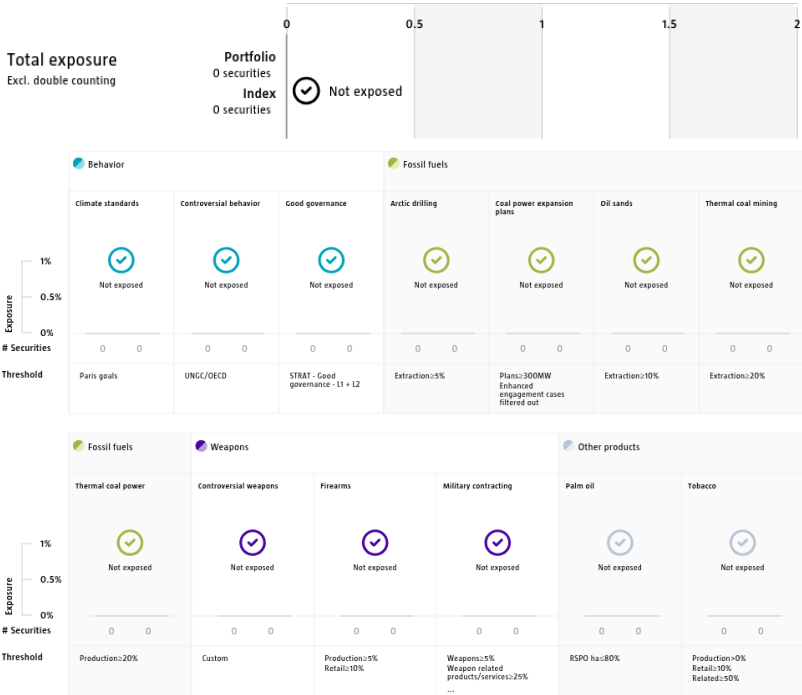 0 0.5 1 1.5 2
Total exposure
Excl. double counting
Portfolio
0 securities
Index
0 securities
Not exposed
Behavior Fossil fuels
Climate standards Controversial behavior Good governance Arctic drilling Coal power expansion plans Oil sands Thermal coal mining
1%
Not exposed Not exposed Not exposed Not exposed Not exposed Not exposed Not exposed
0.5%
Exposure
0%
# Securities 0 0 0 0 0 0 0 0 0 0 0 0 0 0
Threshold Paris goals UNGC/OECD STRAT - Good Extraction≥5% Plans≥300MW Extraction≥10% Extraction≥20%
governance - L1 + L2 Enhanced
engagement cases
filtered out
Fossil fuels Weapons Other products
Thermal coal power Controversial weapons Firearms Military contracting Palm oil Tobacco
1%
Not exposed Not exposed Not exposed Not exposed Not exposed Not exposed
0.5%
Exposure
0%
# Securities 0 0 0 0 0 0 0 0 0 0 0 0
Threshold Production≥20% Custom Production≥5% Weapons≥5% RSPO ha≤80% Production>0%
Retail≥10% Weapon related Retail≥10%
products/services≥25% Related≥50%
...